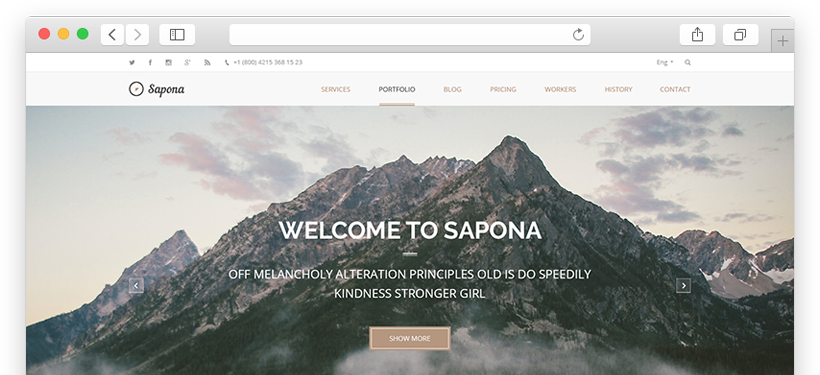 +1 (800) 4215 368 15 23
Eng
Sapona
SERVICES PORTFOLIO BLOG PRICING WORKERS HISTORY CONTACT
WELCOME TO SAPONA
OFF MELANCHOLY ALTERATION PRINCIPLES OLD IS DO SPEEDILY
KINDNESS STRONGER GIRL
SHOW MORE